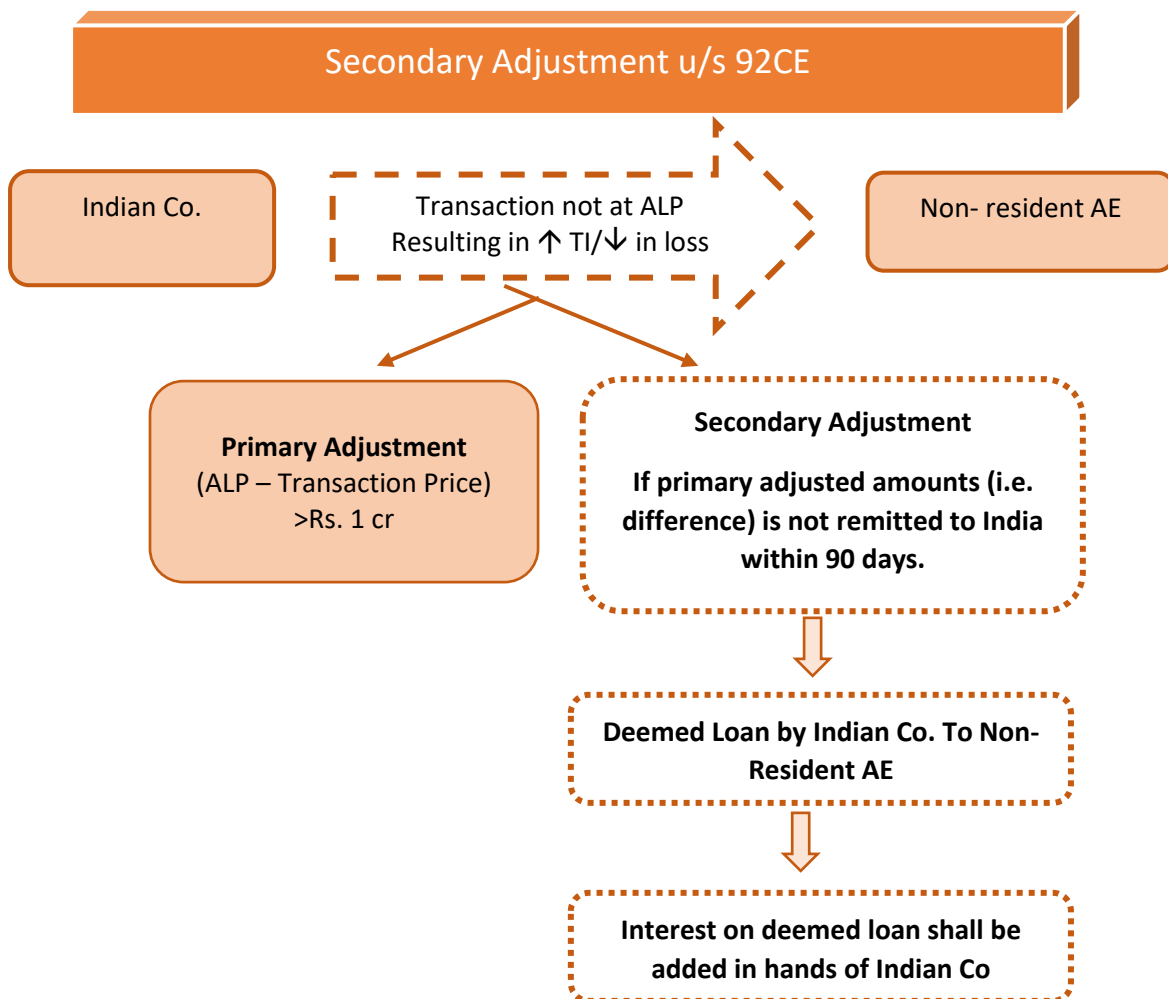 Secondary Adjustment u/s 92CE
Indian Co.
Transaction not at ALP
Resulting in ↑ TI/↓ in loss
Non- resident AE
Primary Adjustment
(ALP – Transaction Price)
>Rs. 1 cr
Secondary Adjustment
If primary adjusted amounts (i.e.
difference) is not remitted to India
within 90 days.
Deemed Loan by Indian Co. To Non-
Resident AE
Interest on deemed loan shall be
added in hands of Indian Co